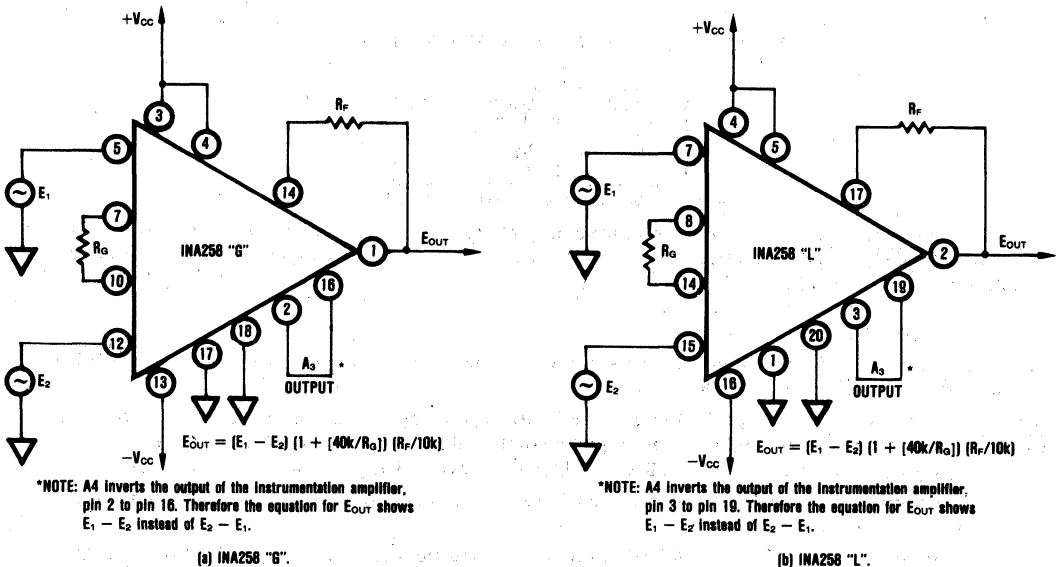 +VCC
3
4
5
RF
14
E1
7
RG
INA258 "G"
EOUT
1
10
16
2
12
18
17
A3
*
OUTPUT
13
E2
EOUT = (E1 − E2) (1 + [40k/RG]) (RF/10k)
−VCC
*NOTE: A4 inverts the output of the instrumentation amplifier,
pin 2 to pin 16. Therefore the equation for EOUT shows
E1 − E2 instead of E2 − E1.
(a) INA258 "G".
+VCC
4
5
7
RF
17
E1
8
RG
INA258 "L"
EOUT
2
14
19
3
15
20
1
A3
*
OUTPUT
16
E2
EOUT = (E1 − E2) (1 + [40k/RG]) (RF/10k)
−VCC
*NOTE: A4 inverts the output of the instrumentation amplifier,
pin 3 to pin 19. Therefore the equation for EOUT shows
E1 − E2 instead of E2 − E1.
(b) INA258 "L".